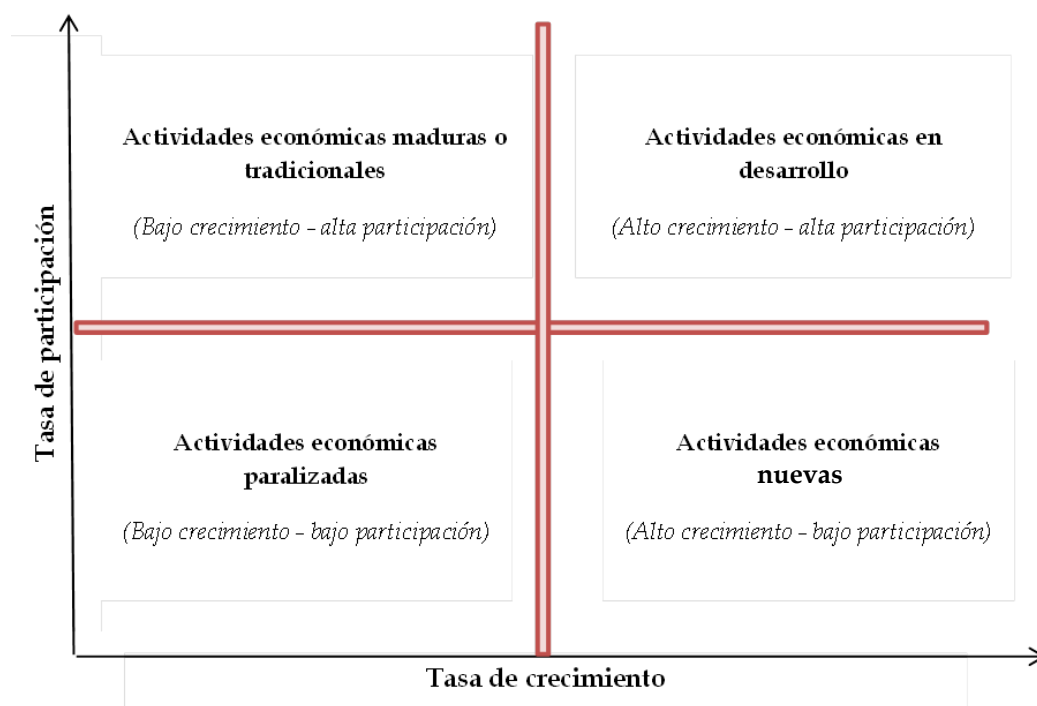 Actividades económicas maduras o
tradicionales
(Bajo crecimiento – alta participación)
Actividades económicas en
desarrollo
(Alto crecimiento – alta participación)
Tasa de participación
Actividades económicas
paralizadas
(Bajo crecimiento – bajo participación)
Actividades económicas
nuevas
(Alto crecimiento – bajo participación)
Tasa de crecimiento